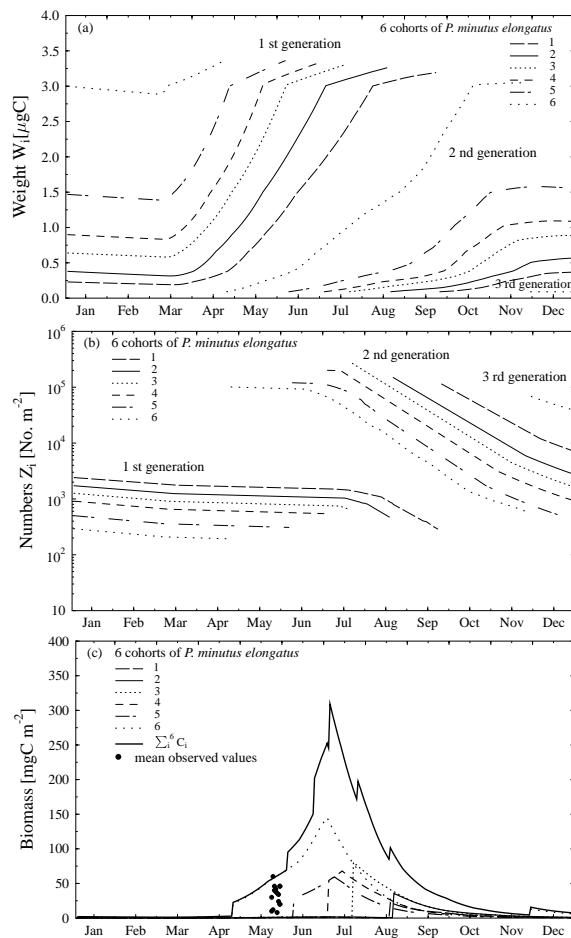 (a)
6 cohorts of P. minutus elongatus
1 st generation
1
2
3
4
5
6
2 nd generation
3rd generation
Weight Wi[μgC]
4.0
3.5
3.0
2.5
2.0
1.5
1.0
0.5
0.0
Jan Feb Mar Apr May Jun Jul Aug Sep Oct Nov Dec
(b)
6 cohorts of P. minutus elongatus
1
2
3
4
5
6
2 nd generation
3 rd generation
1 st generation
Numbers Zi [No. m-2]
10^6
10^5
10^4
10^3
10^2
10
Jan Feb Mar Apr May Jun Jul Aug Sep Oct Nov Dec
(c)
6 cohorts of P. minutus elongatus
1
2
3
4
5
6
∑i^6 Ci
mean observed values
Biomass [mgC m-2]
400
350
300
250
200
150
100
50
0
Jan Feb Mar Apr May Jun Jul Aug Sep Oct Nov Dec